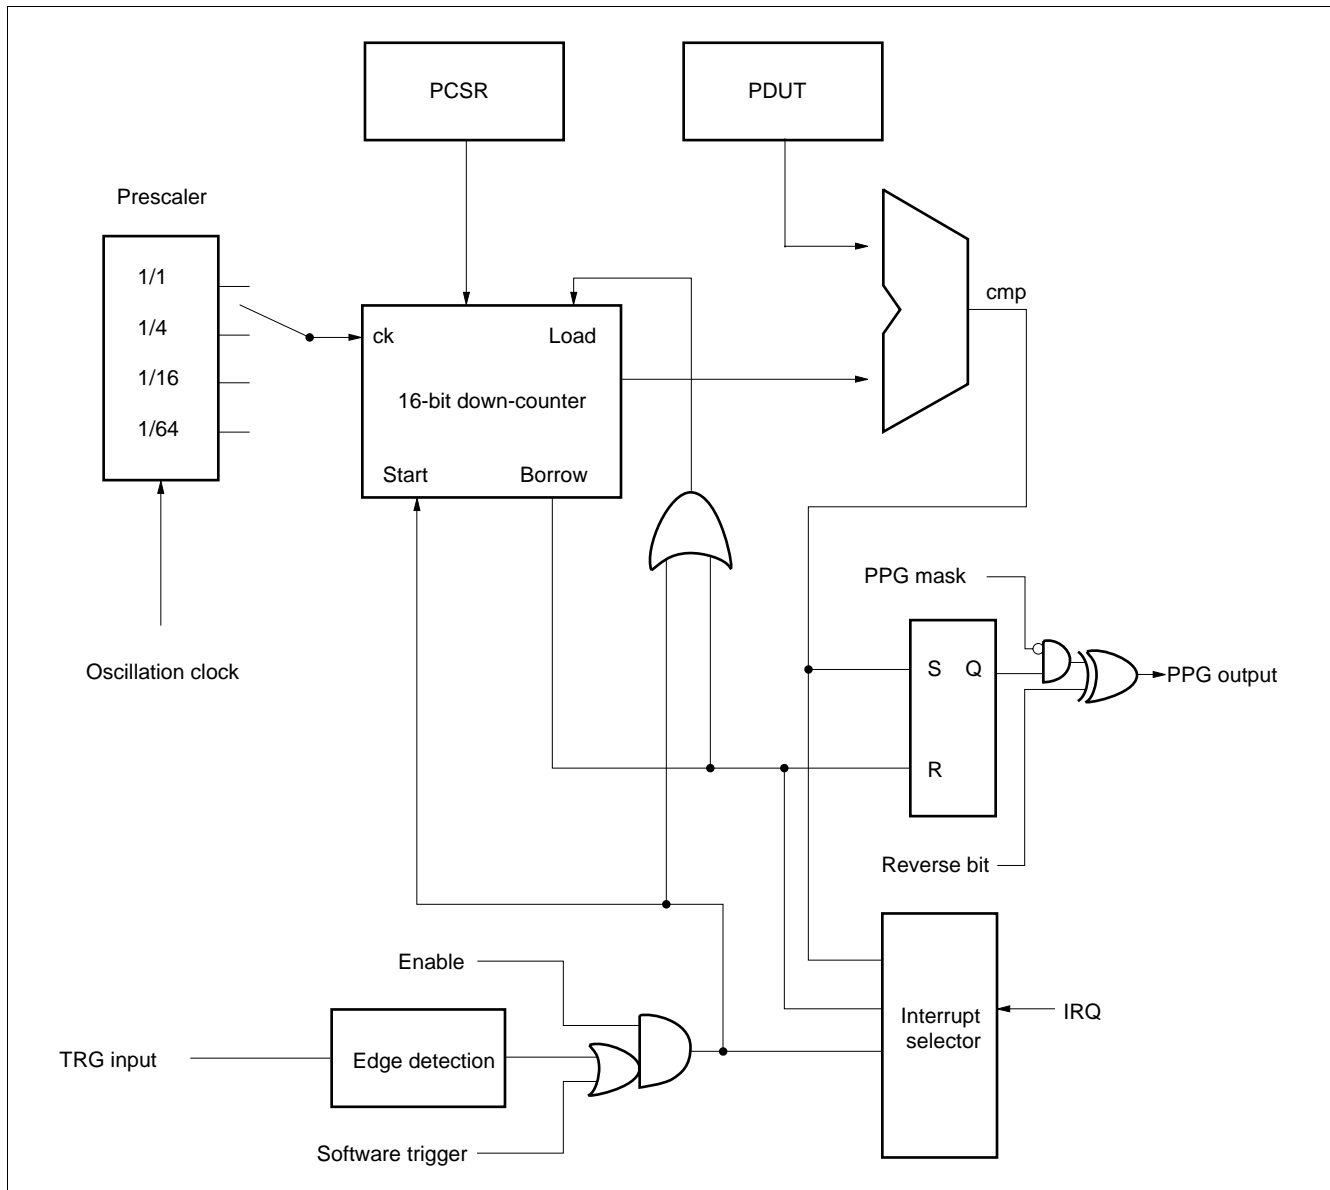 PCSR
PDUT
Prescaler
1/1
1/4
1/16
1/64
ck
Load
16-bit down-counter
Start
Borrow
cmp
Oscillation clock
PPG mask
S
Q
R
PPG output
Reverse bit
Enable
TRG input
Edge detection
Software trigger
Interrupt
selector
IRQ